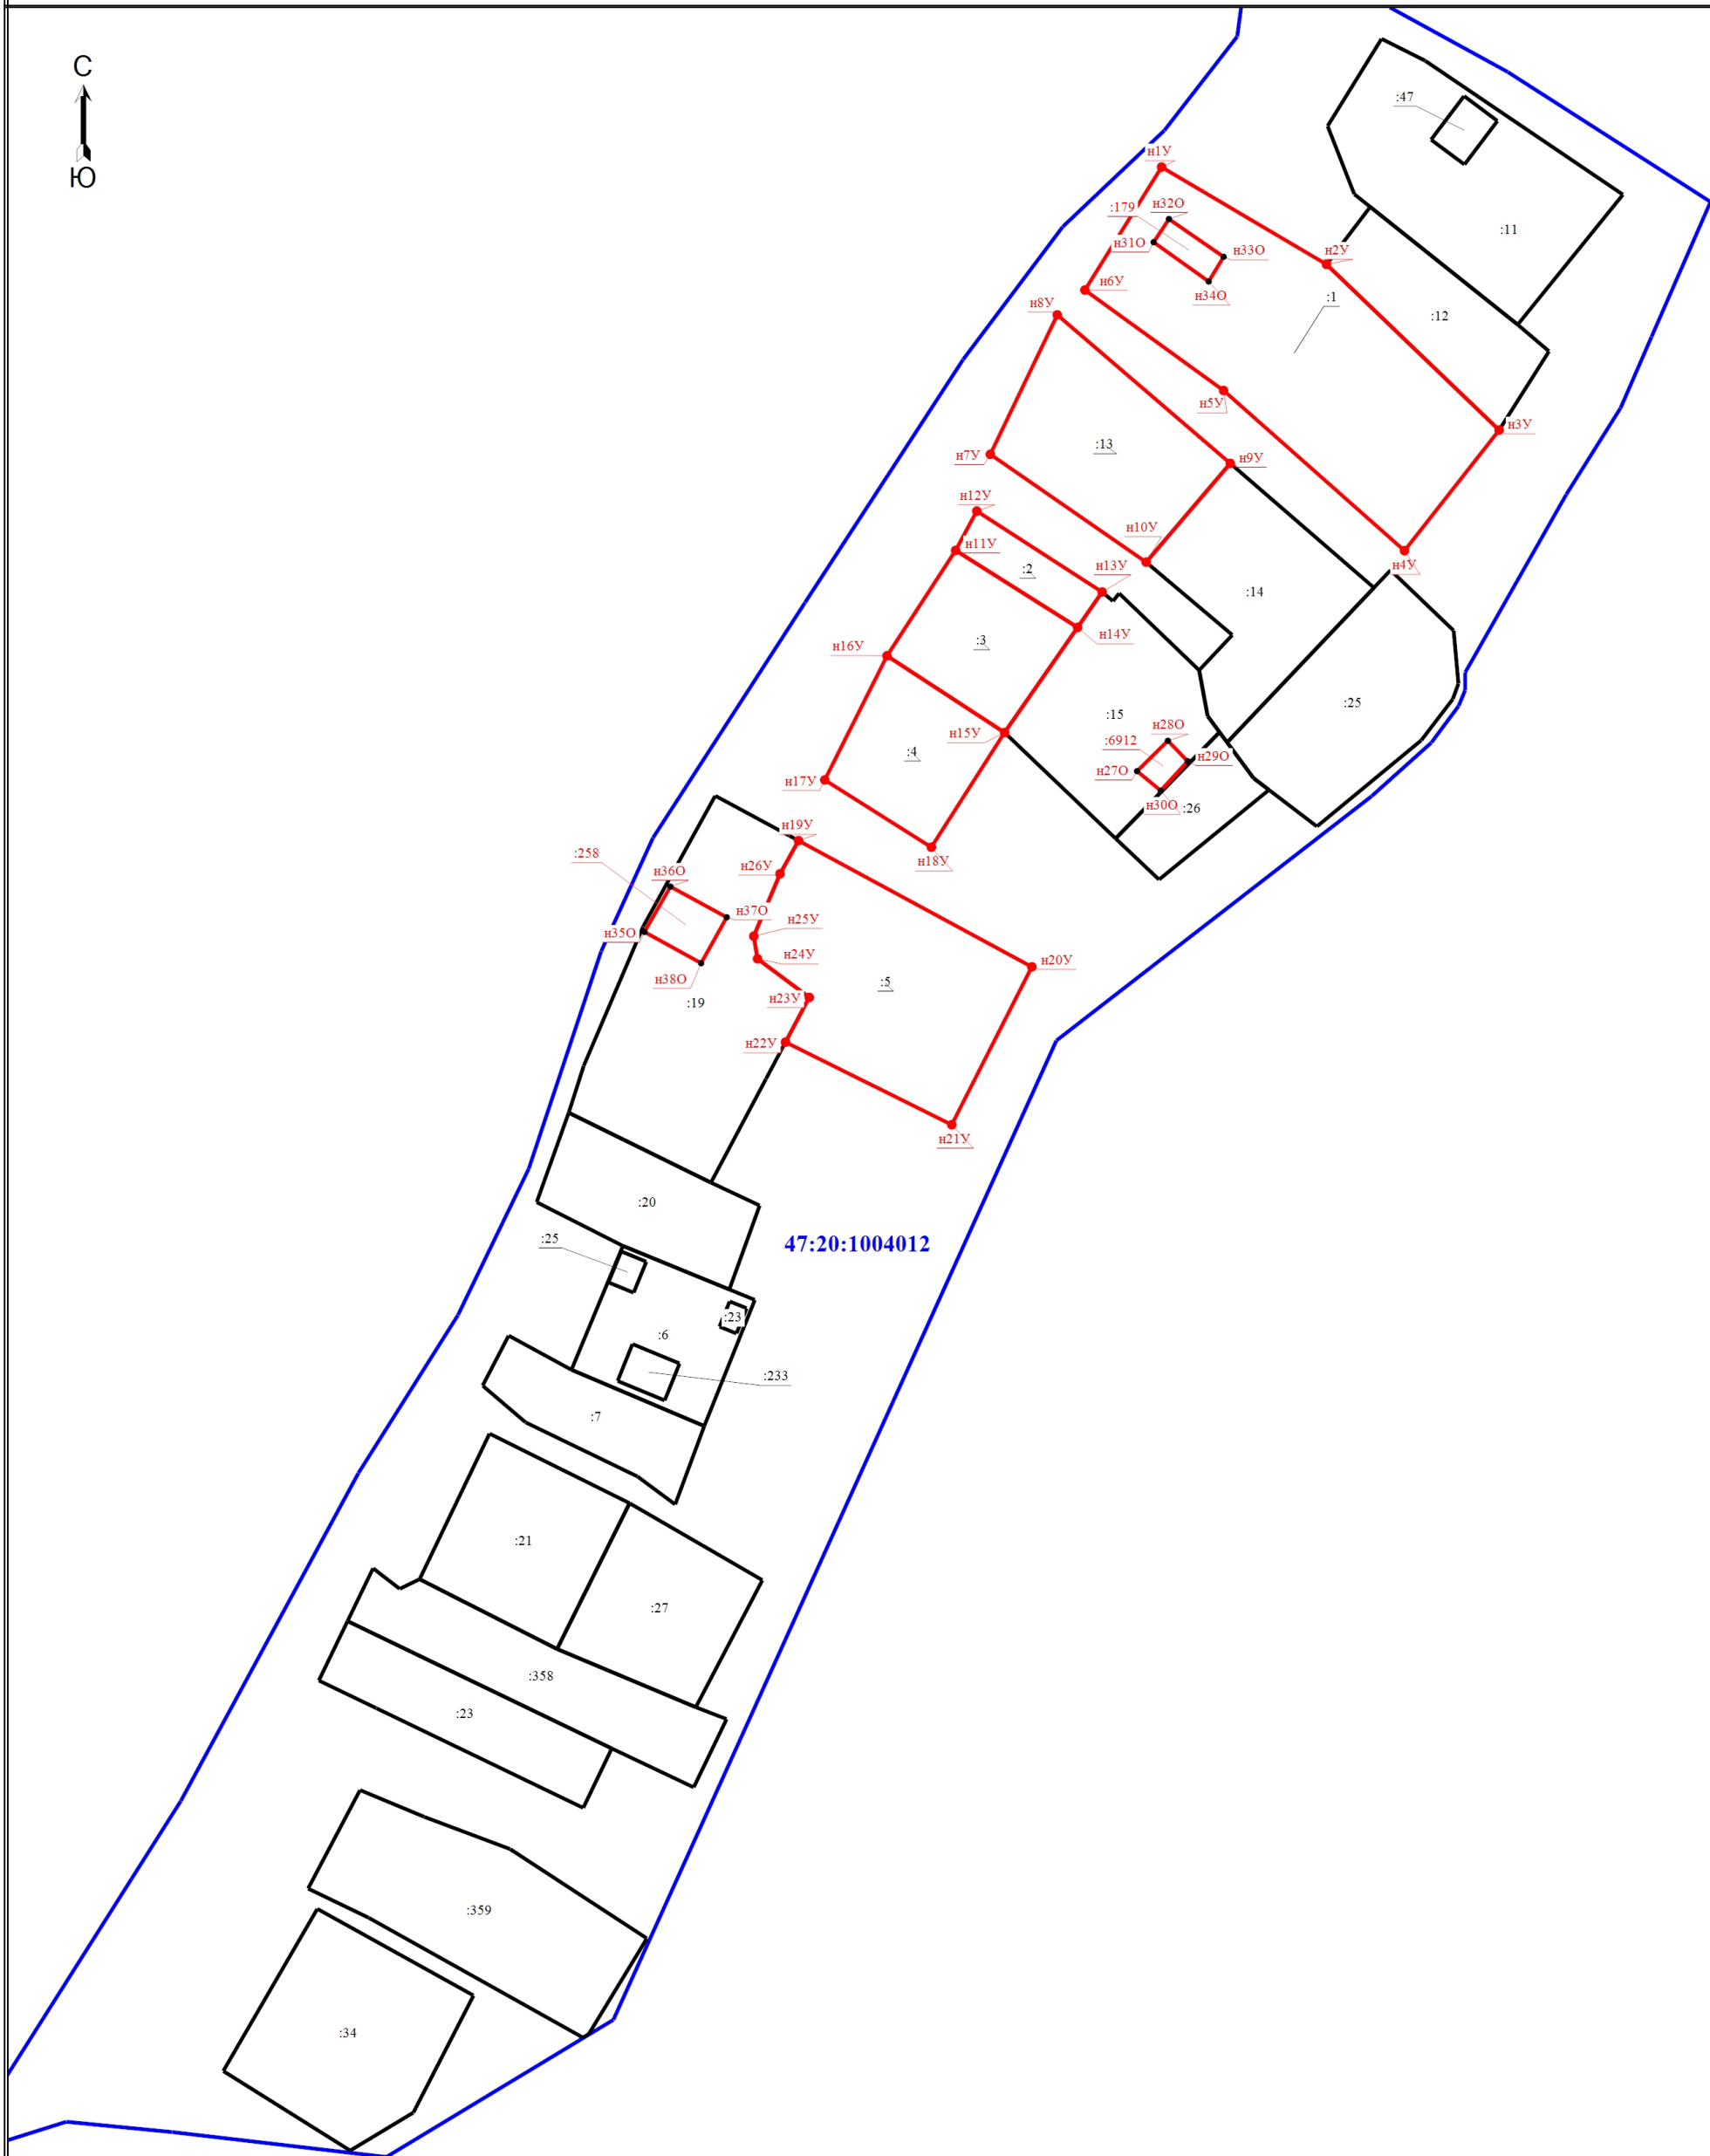 С
Ю
:47
н1У
:179
н32О
:11
н31О
н33О
н2У
н6У
н34О
:1
н8У
:12
н5У
н3У
:13
н7У
н9У
н12У
н10У
н11У
н4У
:2
н13У
:14
:3
н14У
н16У
:25
:15
н28О
н15У
:6912
:4
н29О
н27О
н17У
н30О
:26
н19У
:258
н18У
н26У
н36О
н37О
н25У
н35О
н24У
н20У
н38О
:5
н23У
:19
н22У
н21У
:20
:25
47:20:1004012
:23
:6
:233
:7
:21
:27
:358
:23
:359
:34